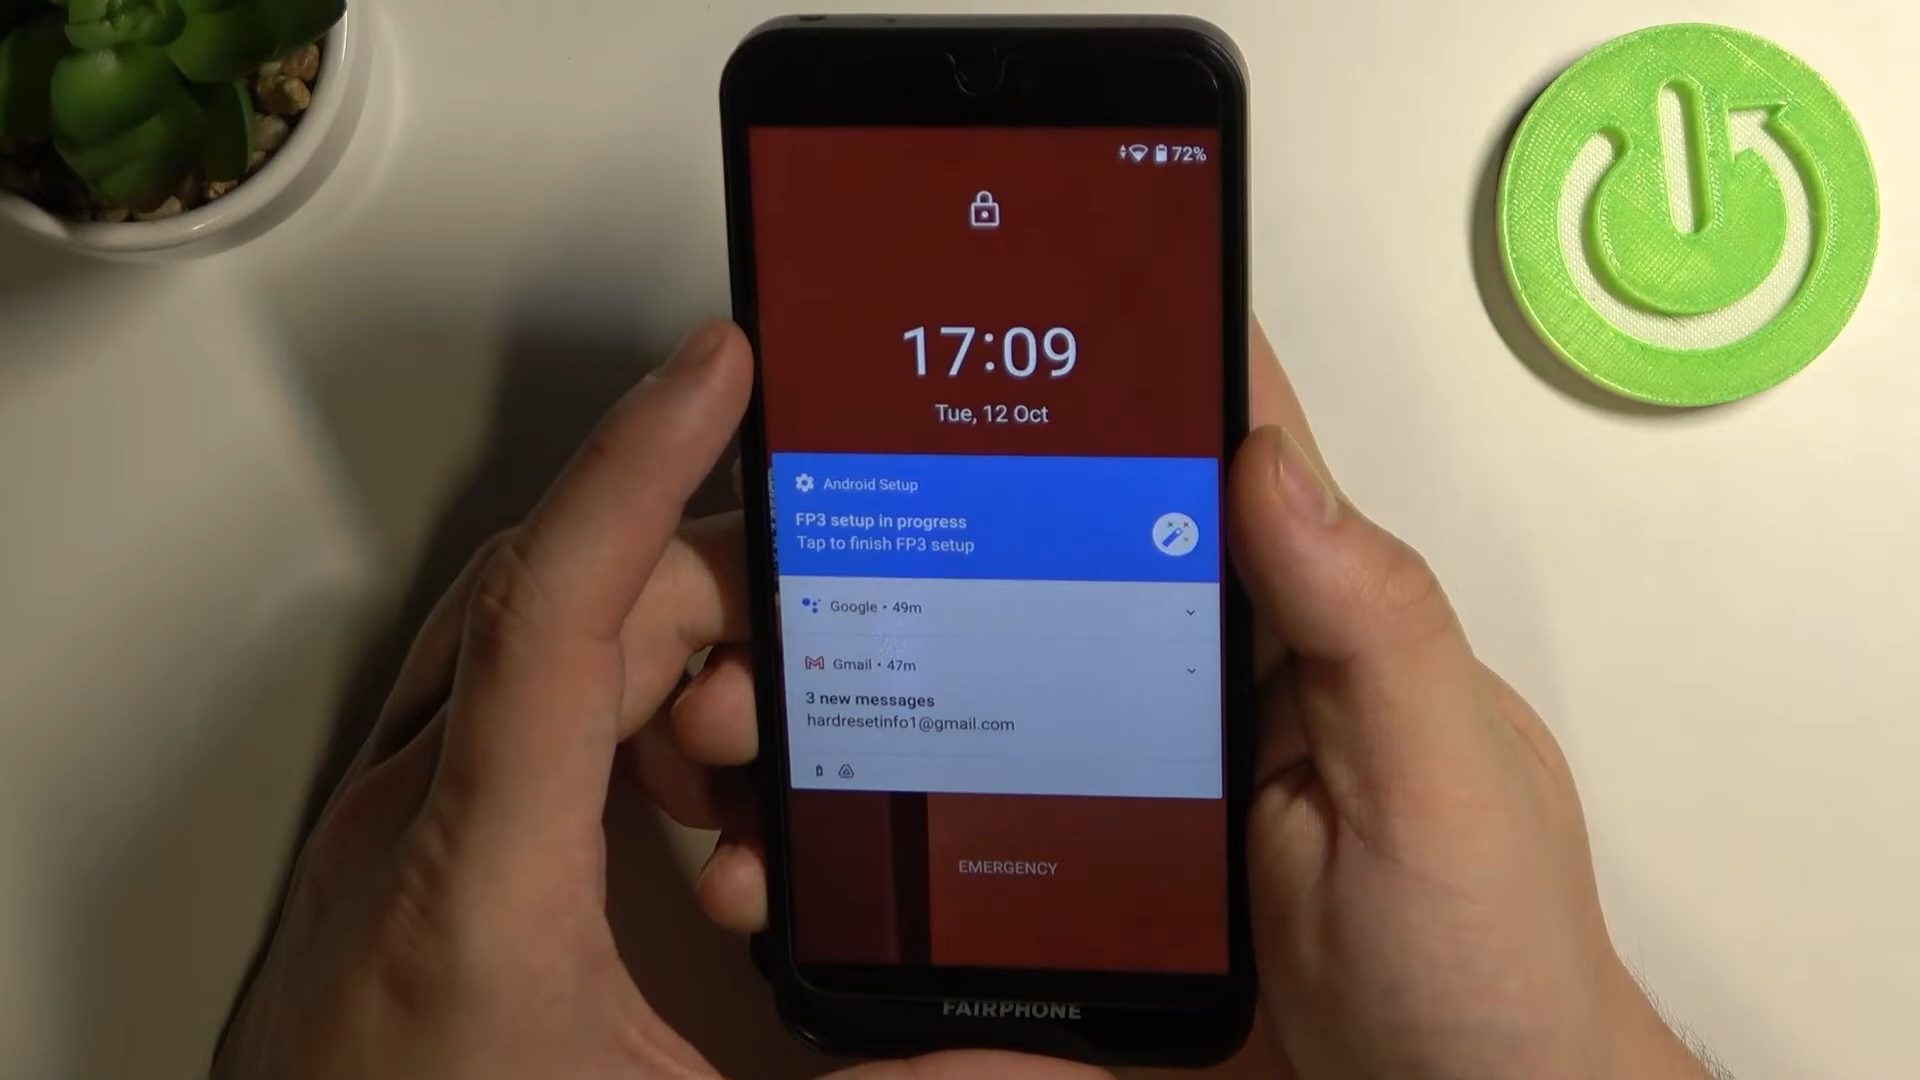 72%
17:09
Tue, 12 Oct
Android Setup
FP3 setup in progress
Tap to finish FP3 setup
Google • 49m
Gmail • 47m
3 new messages
hardresetinfo1@gmail.com
EMERGENCY
FAIRPHONE